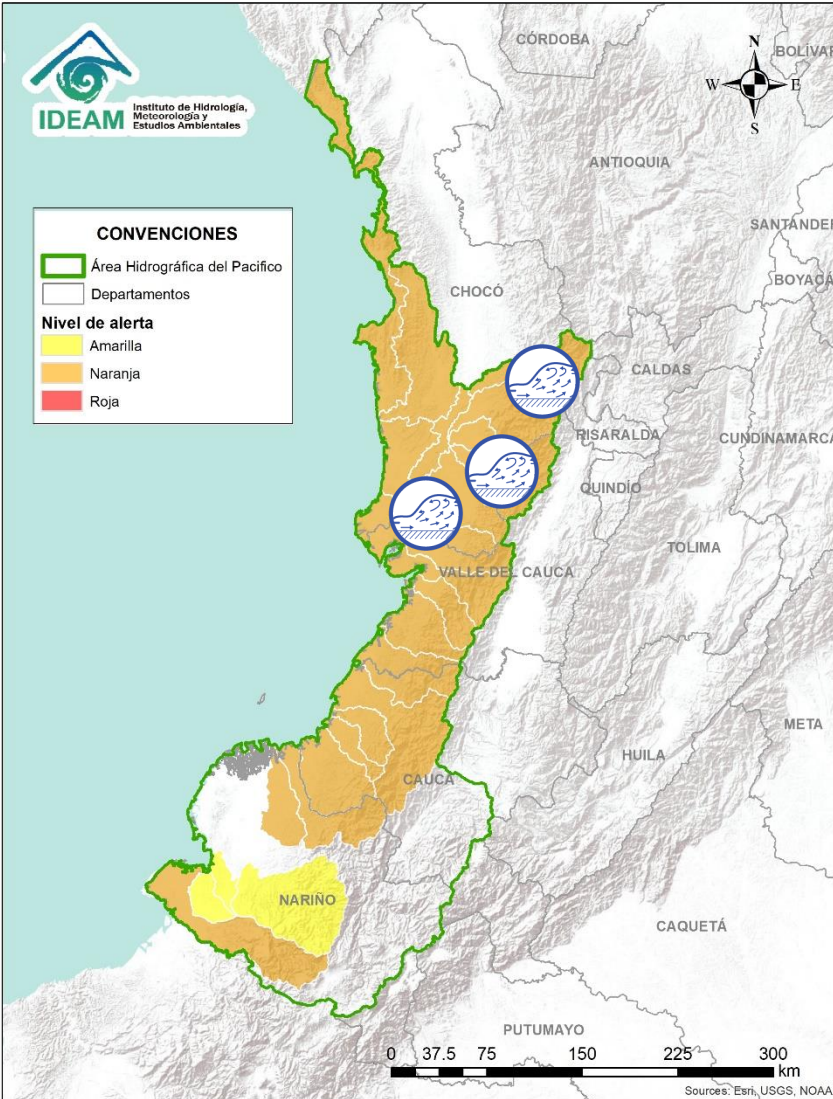 IDEAM
Instituto de Hidrología,
Meteorología y
Estudios Ambientales
CÓRDOBA
BOLÍVAR
N
W
E
S
ANTIOQUIA
SANTANDER
BOYACÁ
CONVENCIONES
Área Hidrográfica del Pacifico
Departamentos
Nivel de alerta
Amarilla
Naranja
Roja
CHOCÓ
CALDAS
RISARALDA
CUNDINAMARCA
QUINDÍO
TOLIMA
VALLE DEL CAUCA
META
HUILA
CAUCA
NARIÑO
CAQUETÁ
PUTUMAYO
0 37.5 75 150 225 300
km
Sources: Esri, USGS, NOAA